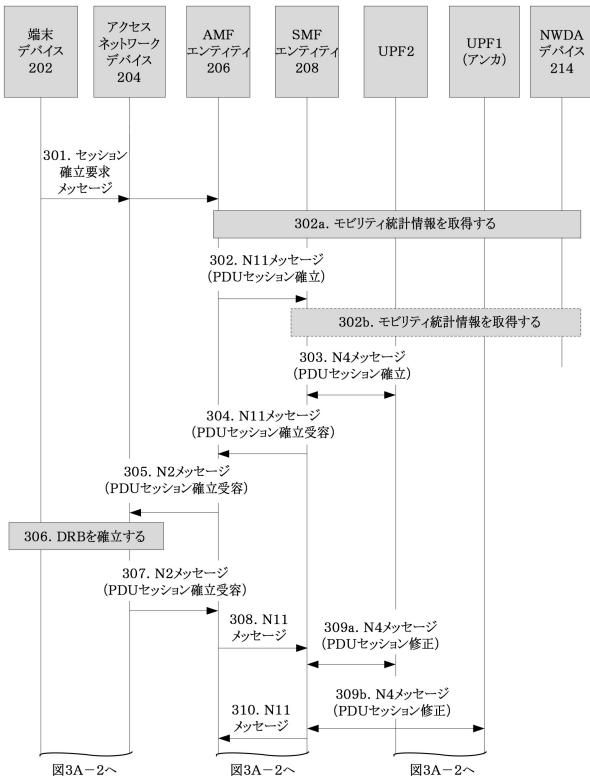 端末
デバイス
202
アクセス
ネットワーク
デバイス
204
AMF
エンティティ
206
SMF
エンティティ
208
UPF2
UPF1
(アンカ)
NWDA
デバイス
214
301. セッション
確立要求
メッセージ
302a. モビリティ統計情報を取得する
302. N11メッセージ
(PDUセッション確立)
302b. モビリティ統計情報を取得する
303. N4メッセージ
(PDUセッション確立)
304. N11メッセージ
(PDUセッション確立受容)
305. N2メッセージ
(PDUセッション確立受容)
306. DRBを確立する
307. N2メッセージ
(PDUセッション確立受容)
308. N11
メッセージ
309a. N4メッセージ
(PDUセッション修正)
309b. N4メッセージ
(PDUセッション修正)
310. N11
メッセージ
図3A-2へ
図3A-2へ
図3A-2へ